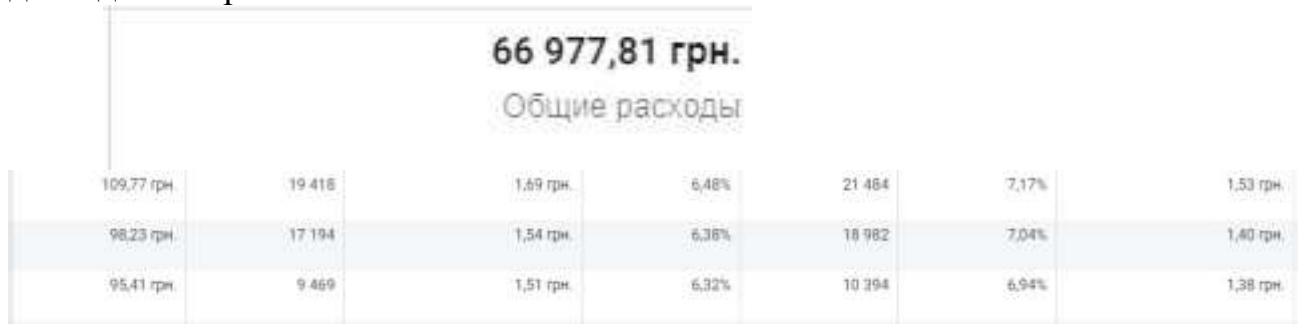 66 977,81 грн.
Общие расходы
109,77 грн. 19 418 1,69 грн. 6,48% 21 484 7,17% 1,53 грн.
98,23 грн. 17 194 1,54 грн. 6,38% 18 982 7,04% 1,40 грн.
95,41 грн. 9 469 1,51 грн. 6,32% 10 394 6,94% 1,38 грн.